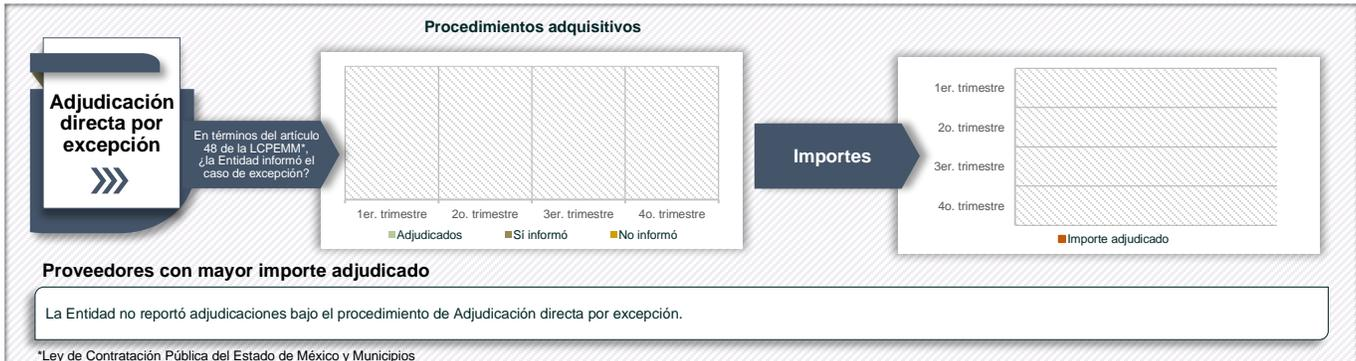 Procedimientos adquisitivos
Adjudicación
directa por
excepción
En términos del artículo
48 de la LCPEMM*,
¿la Entidad informó el
caso de excepción?
1er. trimestre 2o. trimestre 3er. trimestre 4o. trimestre
Adjudicados Sí informó No informó
Importes
1er. trimestre
2o. trimestre
3er. trimestre
4o. trimestre
Importe adjudicado
Proveedores con mayor importe adjudicado
La Entidad no reportó adjudicaciones bajo el procedimiento de Adjudicación directa por excepción.
*Ley de Contratación Pública del Estado de México y Municipios